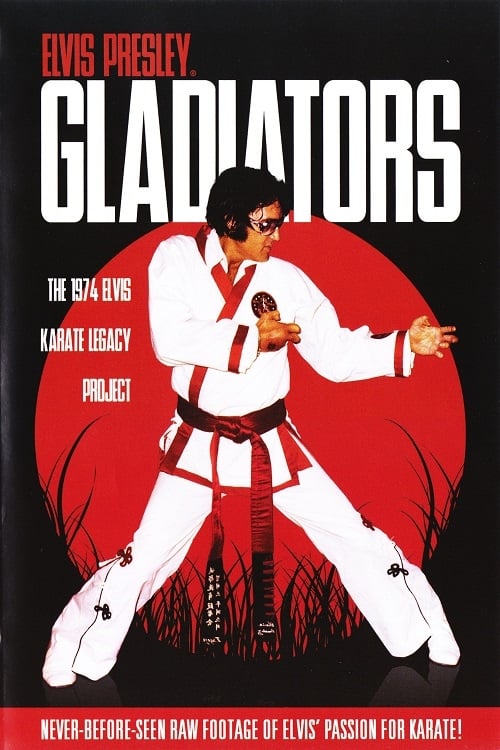 ELVIS PRESLEY®
GLADIATORS
THE 1974 ELVIS
KARATE LEGACY
PROJECT
NEVER-BEFORE-SEEN RAW FOOTAGE OF ELVIS' PASSION FOR KARATE!